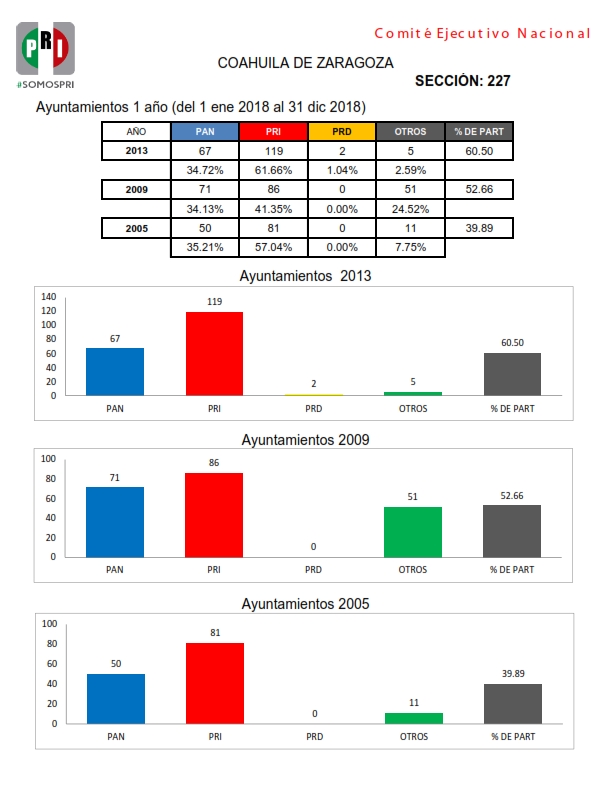 Comité Ejecutivo Nacional
PRI
#SOMOSPRI
COAHUILA DE ZARAGOZA
SECCIÓN: 227
Ayuntamientos 1 año (del 1 ene 2018 al 31 dic 2018)
AÑO PAN PRI PRD OTROS % DE PART
2013 67 119 2 5 60.50
34.72% 61.66% 1.04% 2.59%
2009 71 86 0 51 52.66
34.13% 41.35% 0.00% 24.52%
2005 50 81 0 11 39.89
35.21% 57.04% 0.00% 7.75%
Ayuntamientos 2013
140
120
100
80
60
40
20
0
67 119 2 5 60.50
PAN PRI PRD OTROS % DE PART
Ayuntamientos 2009
100
80
60
40
20
0
71 86 0 51 52.66
PAN PRI PRD OTROS % DE PART
Ayuntamientos 2005
100
80
60
40
20
0
50 81 0 11 39.89
PAN PRI PRD OTROS % DE PART